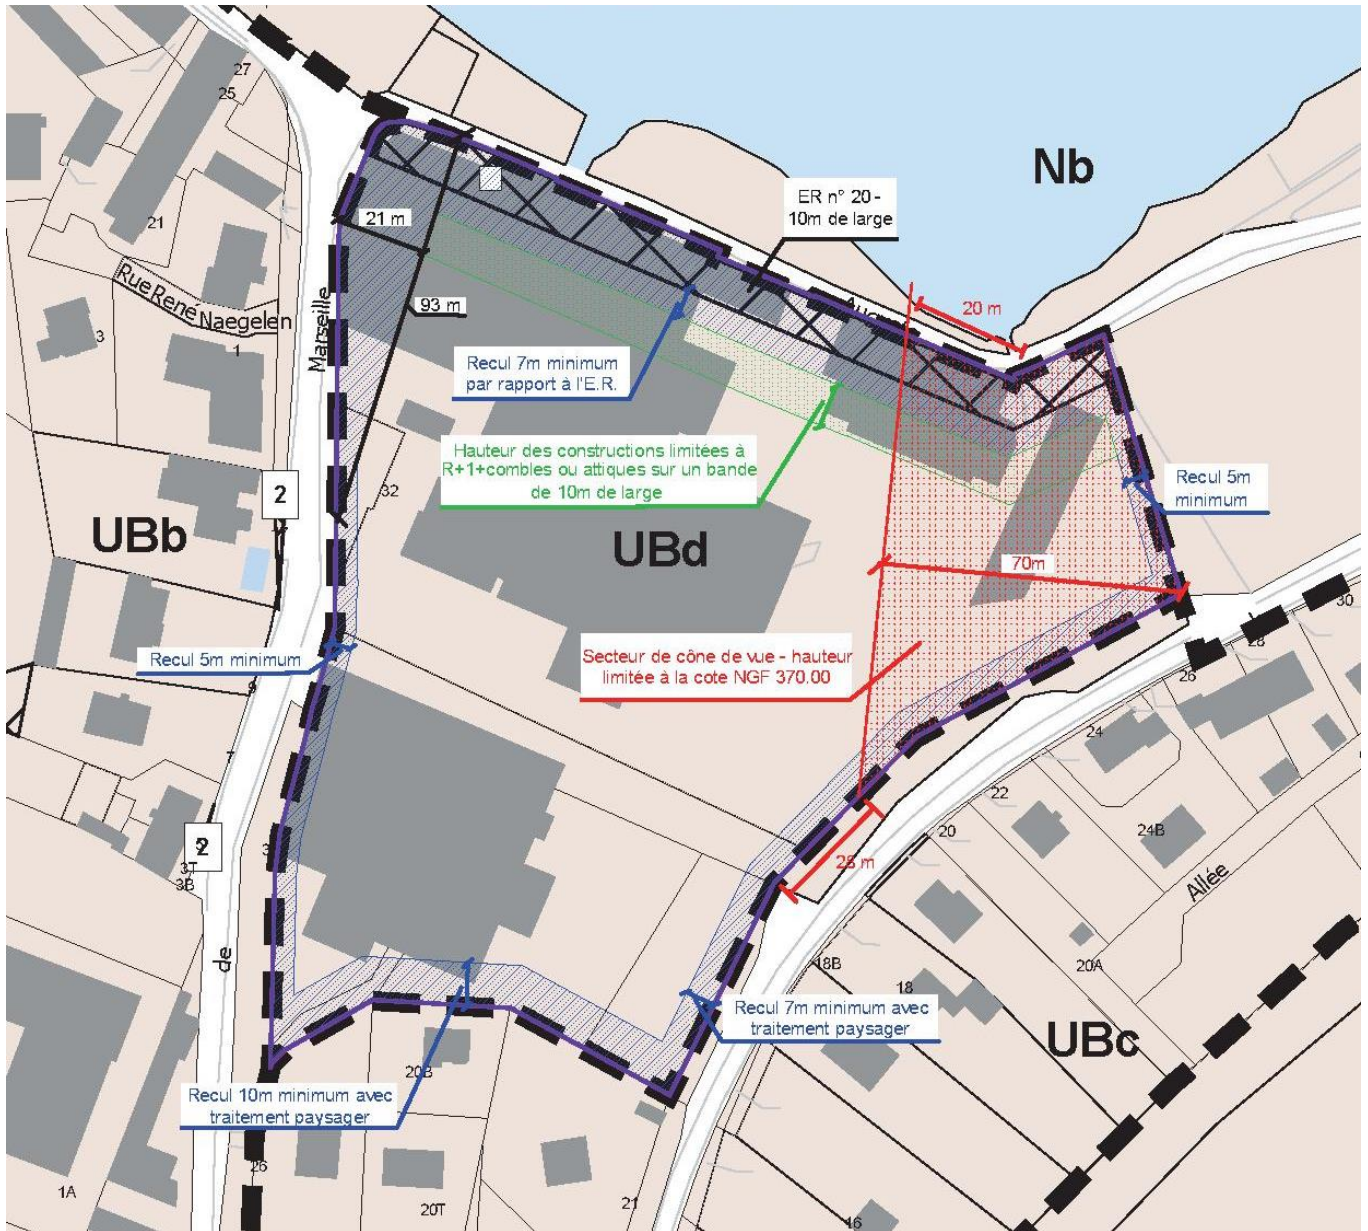 27
25
Nb
ER n° 20 -
10m de large
21
21 m
Rue René
Naegelen
93 m
20 m
3
1
Marseille
Recul 7m minimum
par rapport à l'E.R.
Hauteur des constructions limitées à
R+1+combles ou attiques sur un bande
de 10m de large
Recul 5m
minimum
2
32
UBb
UBd
70m
30
28
Recul 5m minimum
Secteur de cône de vue - hauteur
limitée à la cote NGF 370.00
26
9
24
7
22
20
24B
2
3T
3B
28 m
Allée
de
18B
18
20A
Recul 7m minimum avec
traitement paysager
UBc
20B
Recul 10m minimum avec
traitement paysager
26
1A
20T
21
16